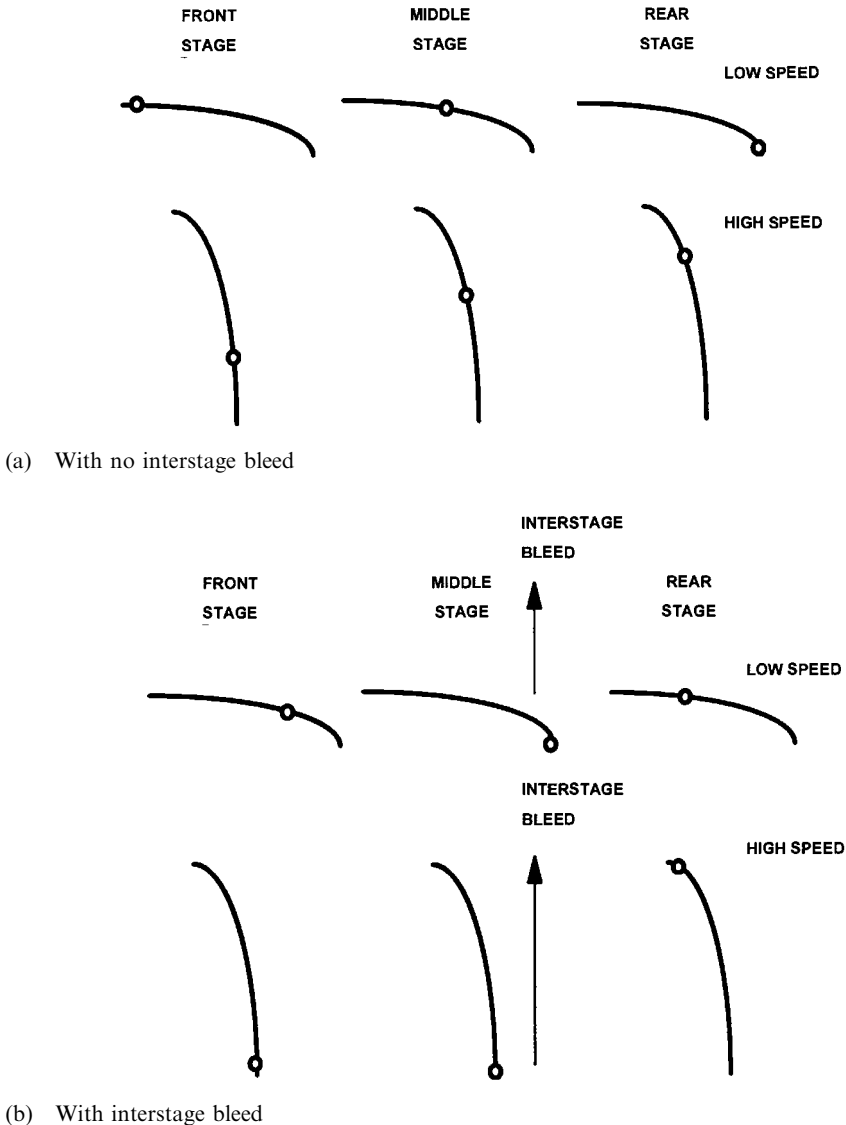 FRONT
STAGE
MIDDLE
STAGE
REAR
STAGE
LOW SPEED
HIGH SPEED
(a) With no interstage bleed
INTERSTAGE
BLEED
FRONT
STAGE
MIDDLE
STAGE
REAR
STAGE
LOW SPEED
INTERSTAGE
BLEED
HIGH SPEED
(b) With interstage bleed